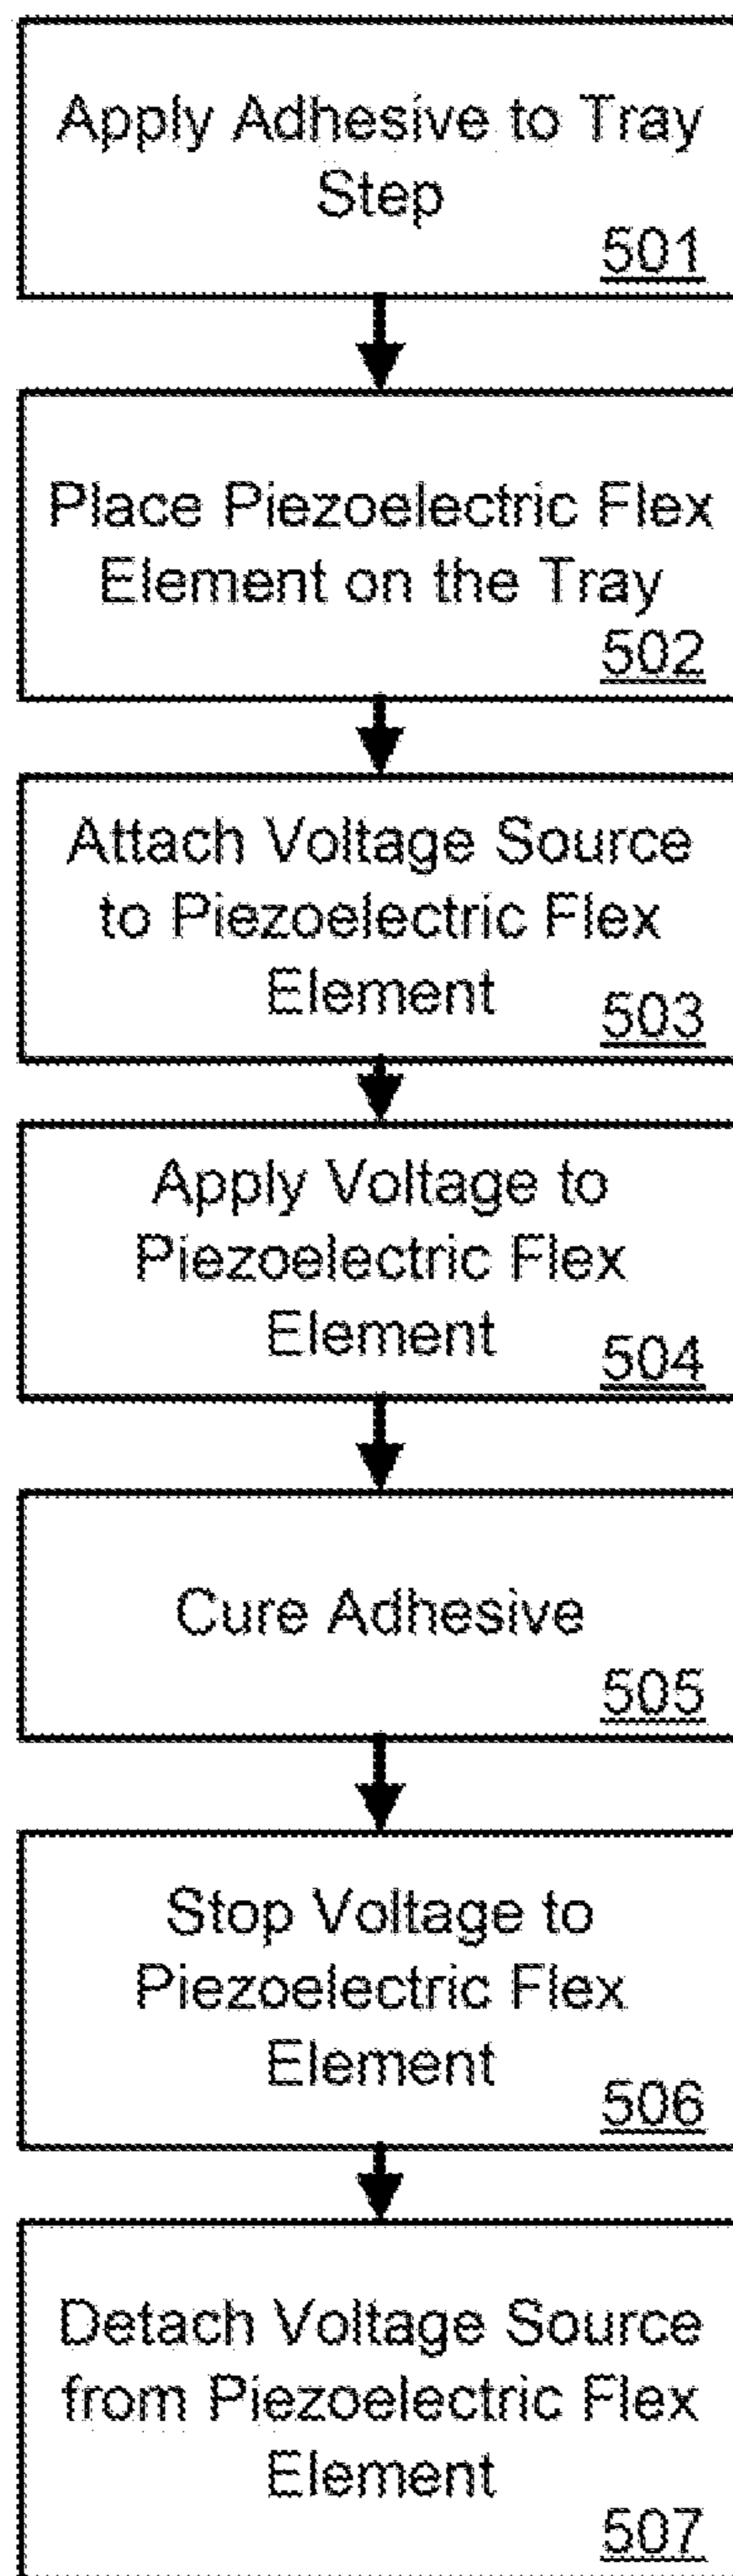 Apply Adhesive to Tray
Step
501
Place Piezoelectric Flex
Element on the Tray
502
Attach Voltage Source
to Piezoelectric Flex
Element
503
Apply Voltage to
Piezoelectric Flex
Element
504
Cure Adhesive
505
Stop Voltage to
Piezoelectric Flex
Element
506
Detach Voltage Source
from Piezoelectric Flex
Element
507